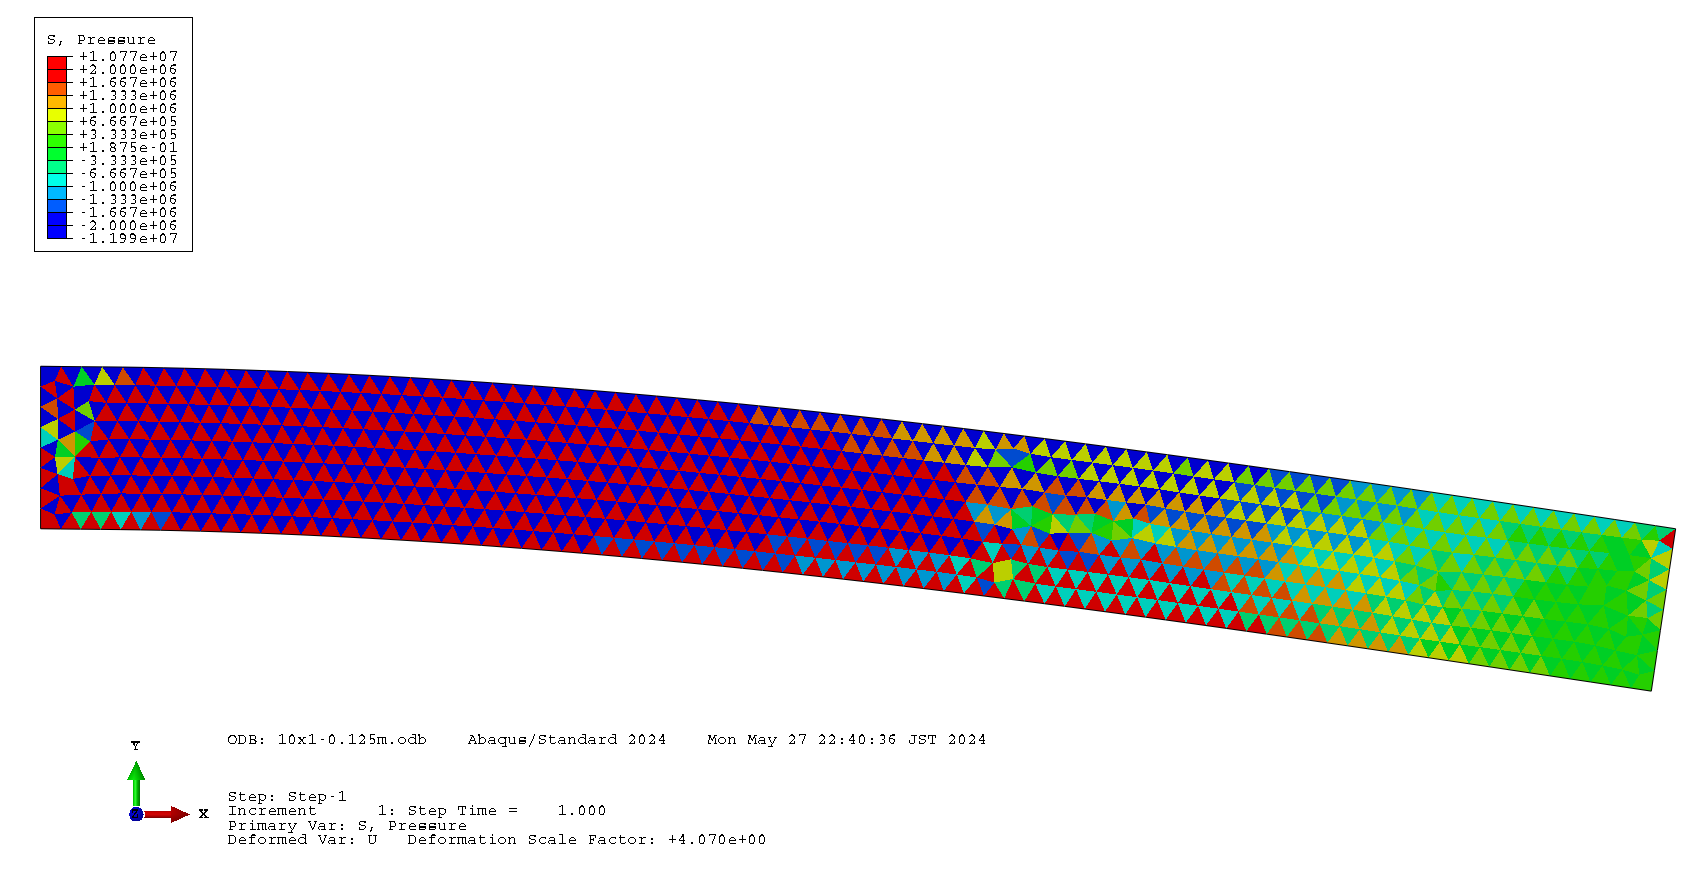 S, Pressure
+1.077e+07
+2.000e+06
+1.667e+06
+1.333e+06
+1.000e+06
+6.667e+05
+3.333e+05
+1.875e-01
-3.333e+05
-6.667e+05
-1.000e+06
-1.333e+06
-1.667e+06
-2.000e+06
-1.199e+07
Y
X
ODB: 10x1-0.125m.odb    Abaqus/Standard 2024    Mon May 27 22:40:36 JST 2024
Step: Step-1
Increment      1: Step Time =    1.000
Primary Var: S, Pressure
Deformed Var: U   Deformation Scale Factor: +4.070e+00